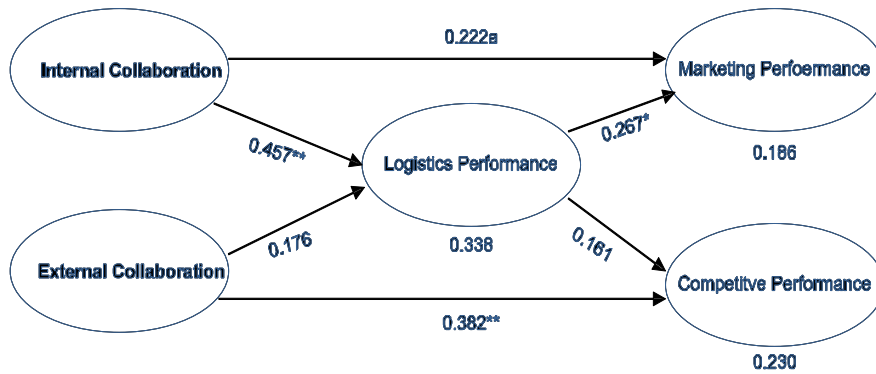 0.222a
Internal Collaboration
Marketing Perfoermance
0.457**
0.267*
0.186
Logistics Performance
0.176
0.338
0.161
External Collaboration
Competitve Performance
0.382**
0.230